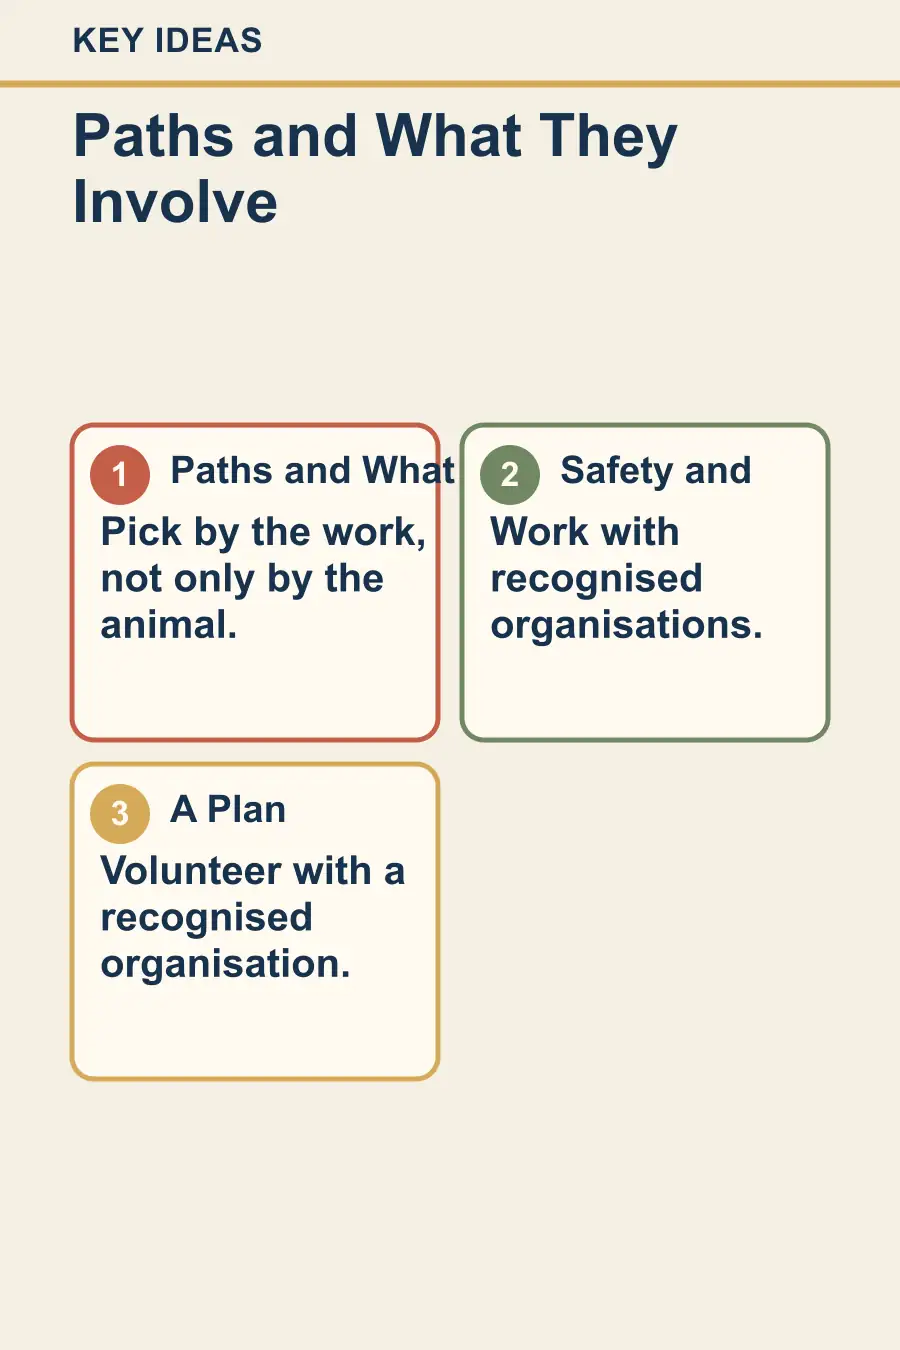 KEY IDEAS
Paths and What They
Involve
1
Paths and What
Pick by the work,
not only by the
animal.
2
Safety and
Work with
recognised
organisations.
3
A Plan
Volunteer with a
recognised
organisation.